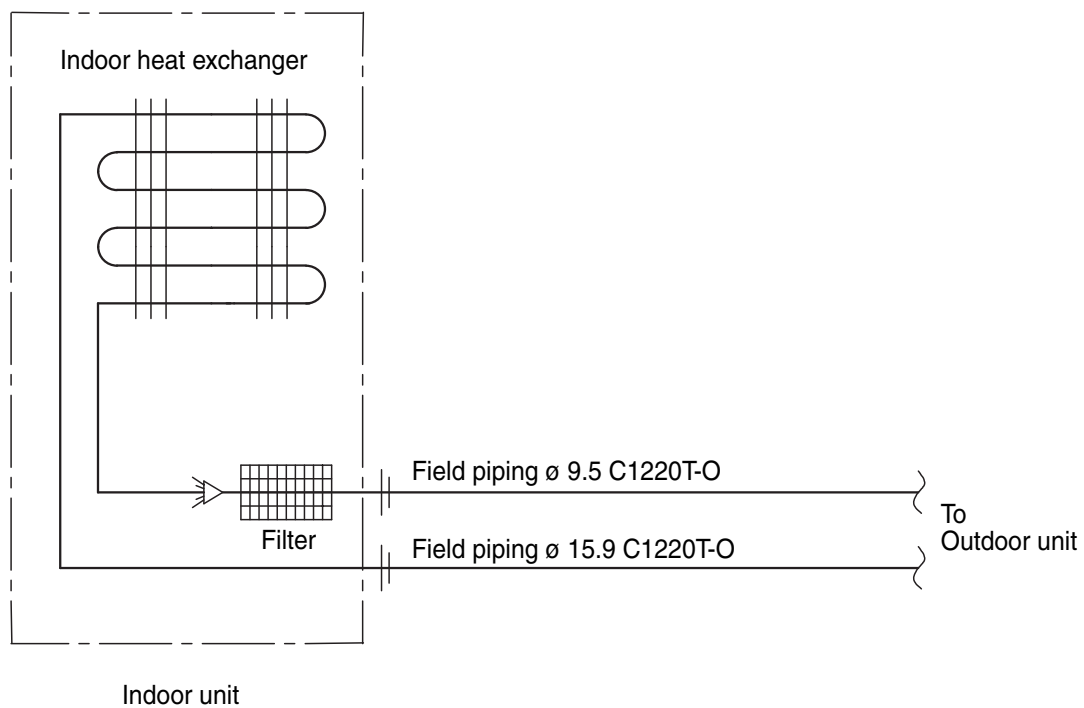 Indoor heat exchanger
Field piping ø 9.5 C1220T-O
Filter
Field piping ø 15.9 C1220T-O
To
Outdoor unit
Indoor unit